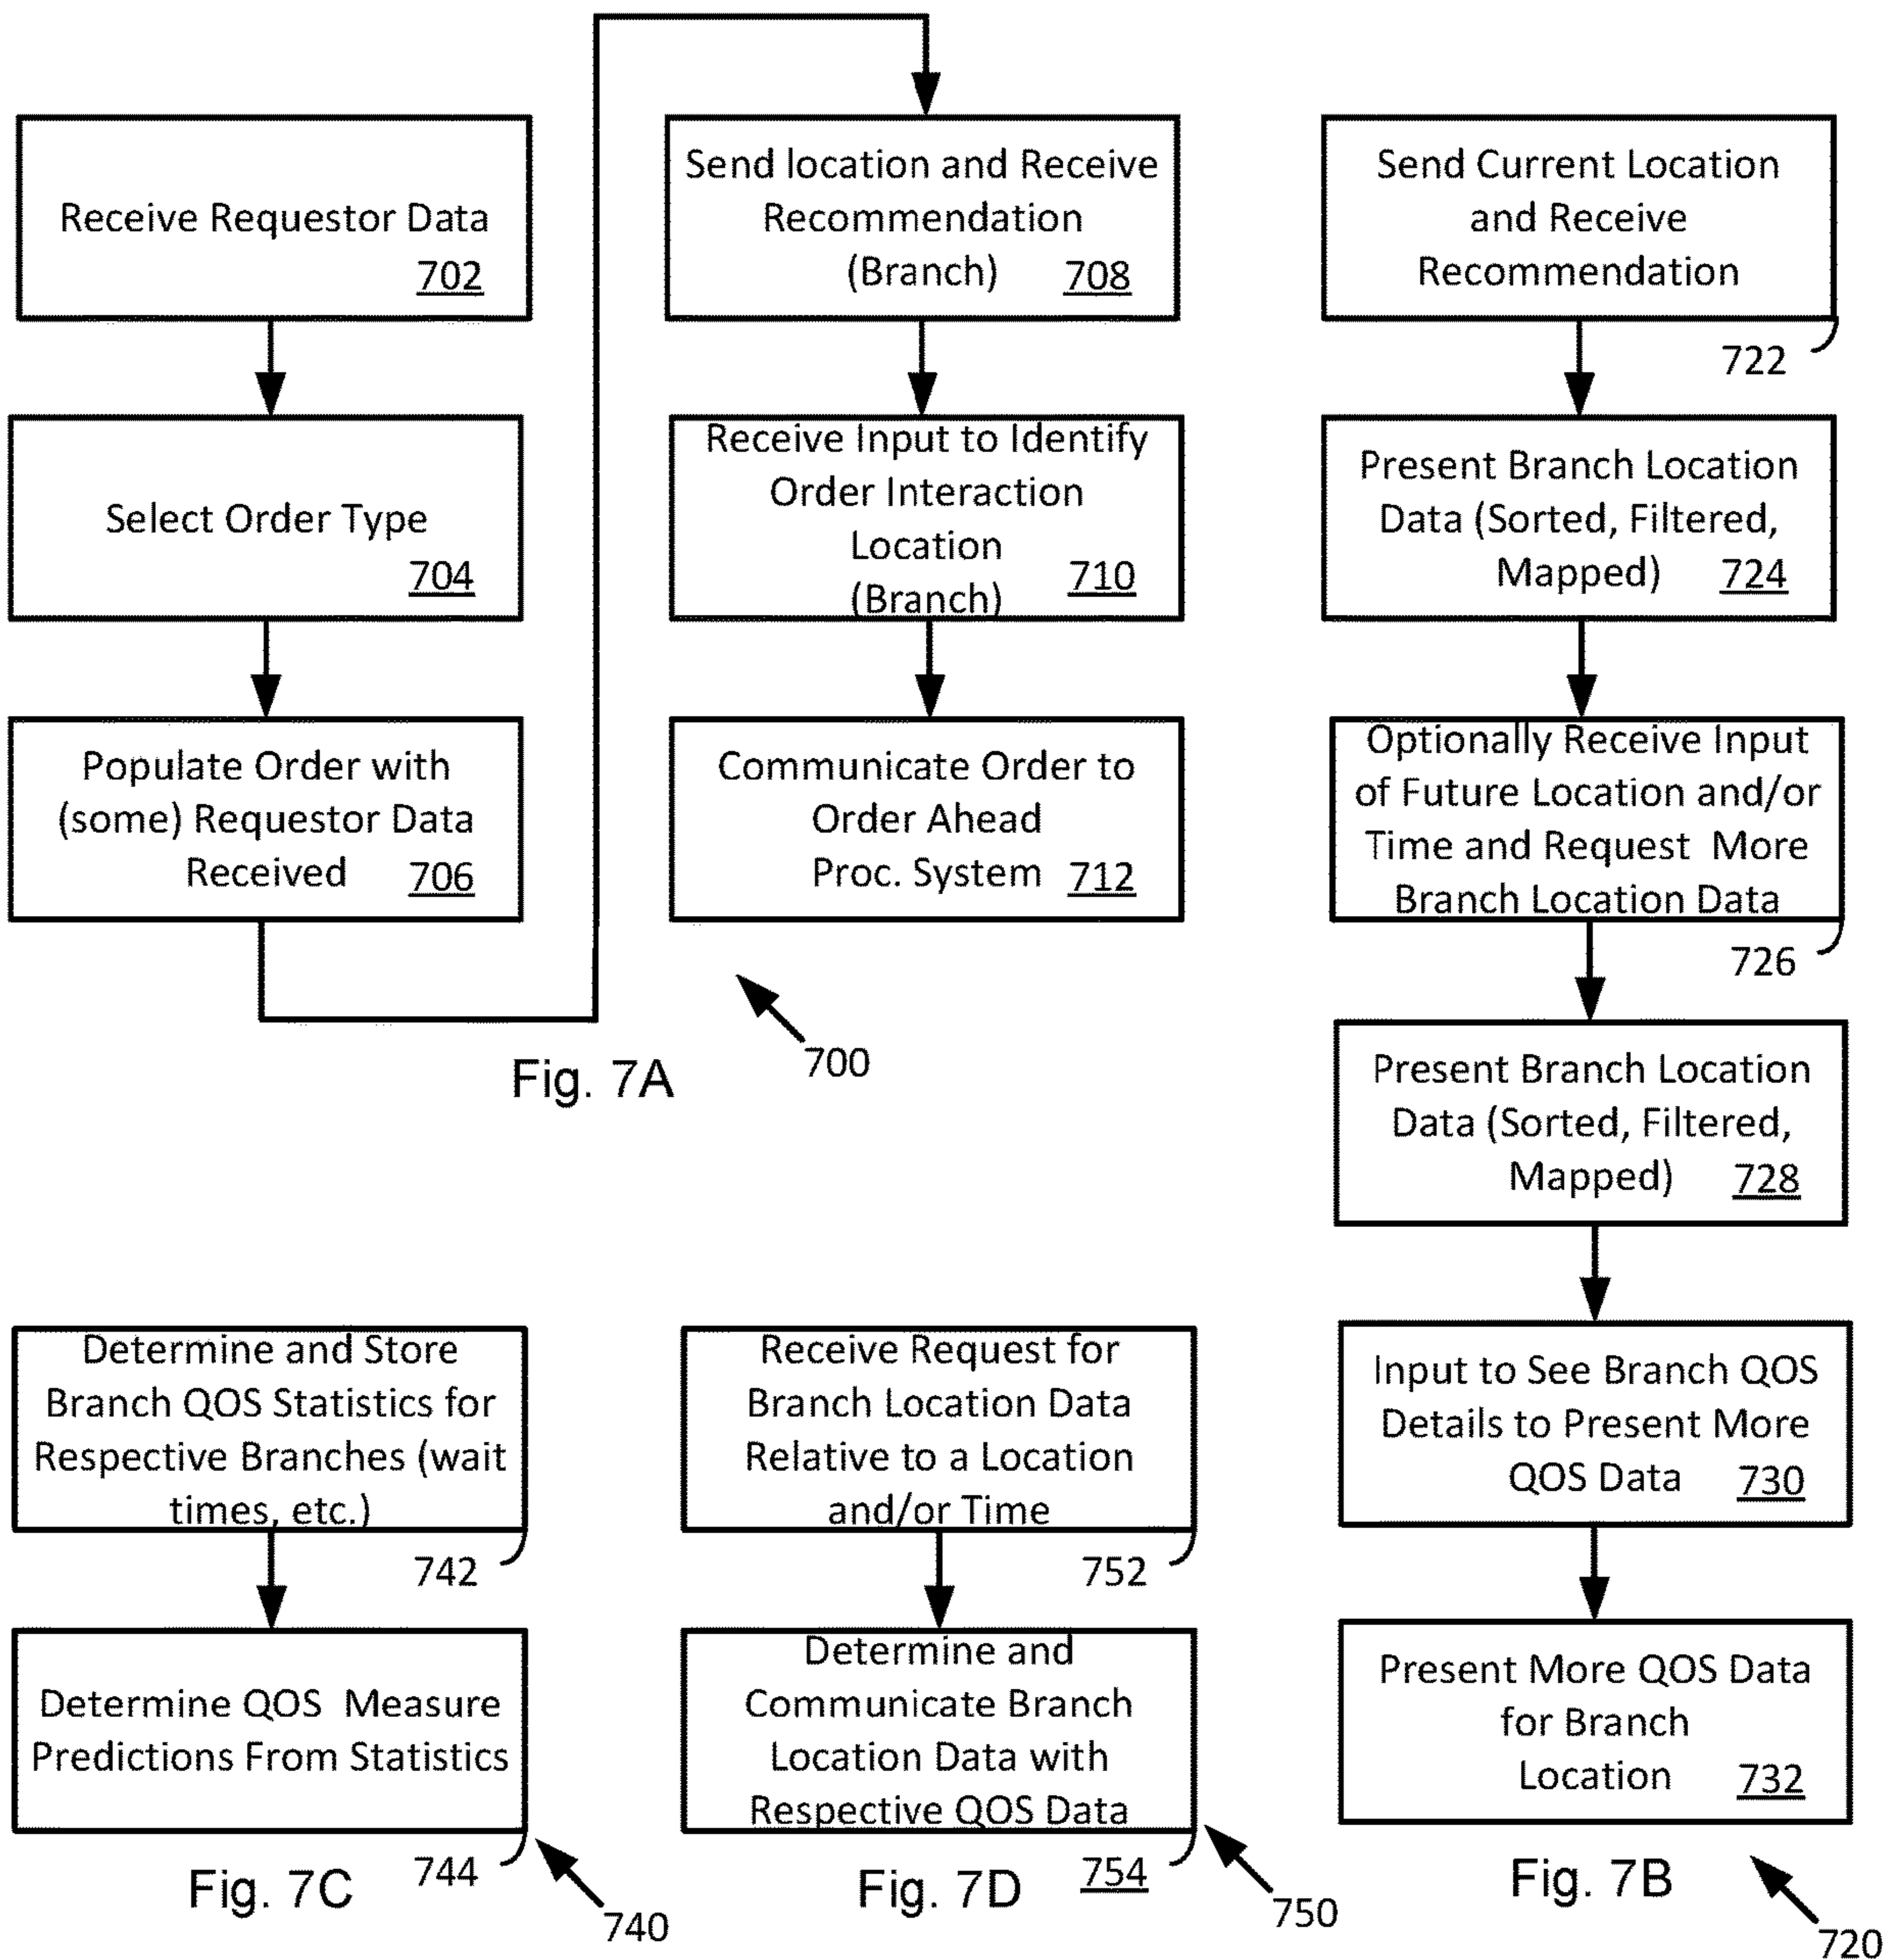 Receive Requestor Data
702
Select Order Type
704
Populate Order with
(some) Requestor Data
Received 706
Send location and Receive
Recommendation
(Branch) 708
Receive Input to Identify
Order Interaction
Location
(Branch) 710
Communicate Order to
Order Ahead
Proc. System 712
700
Fig. 7A
Send Current Location
and Receive
Recommendation
722
Present Branch Location
Data (Sorted, Filtered,
Mapped) 724
Optionally Receive Input
of Future Location and/or
Time and Request More
Branch Location Data
726
Present Branch Location
Data (Sorted, Filtered,
Mapped) 728
Input to See Branch QOS
Details to Present More
QOS Data 730
Present More QOS Data
for Branch
Location 732
Fig. 7B
720
Determine and Store
Branch QOS Statistics for
Respective Branches (wait
times, etc.)
742
Determine QOS Measure
Predictions From Statistics
744
Fig. 7C
740
Receive Request for
Branch Location Data
Relative to a Location
and/or Time
752
Determine and
Communicate Branch
Location Data with
Respective QOS Data
754
Fig. 7D
750